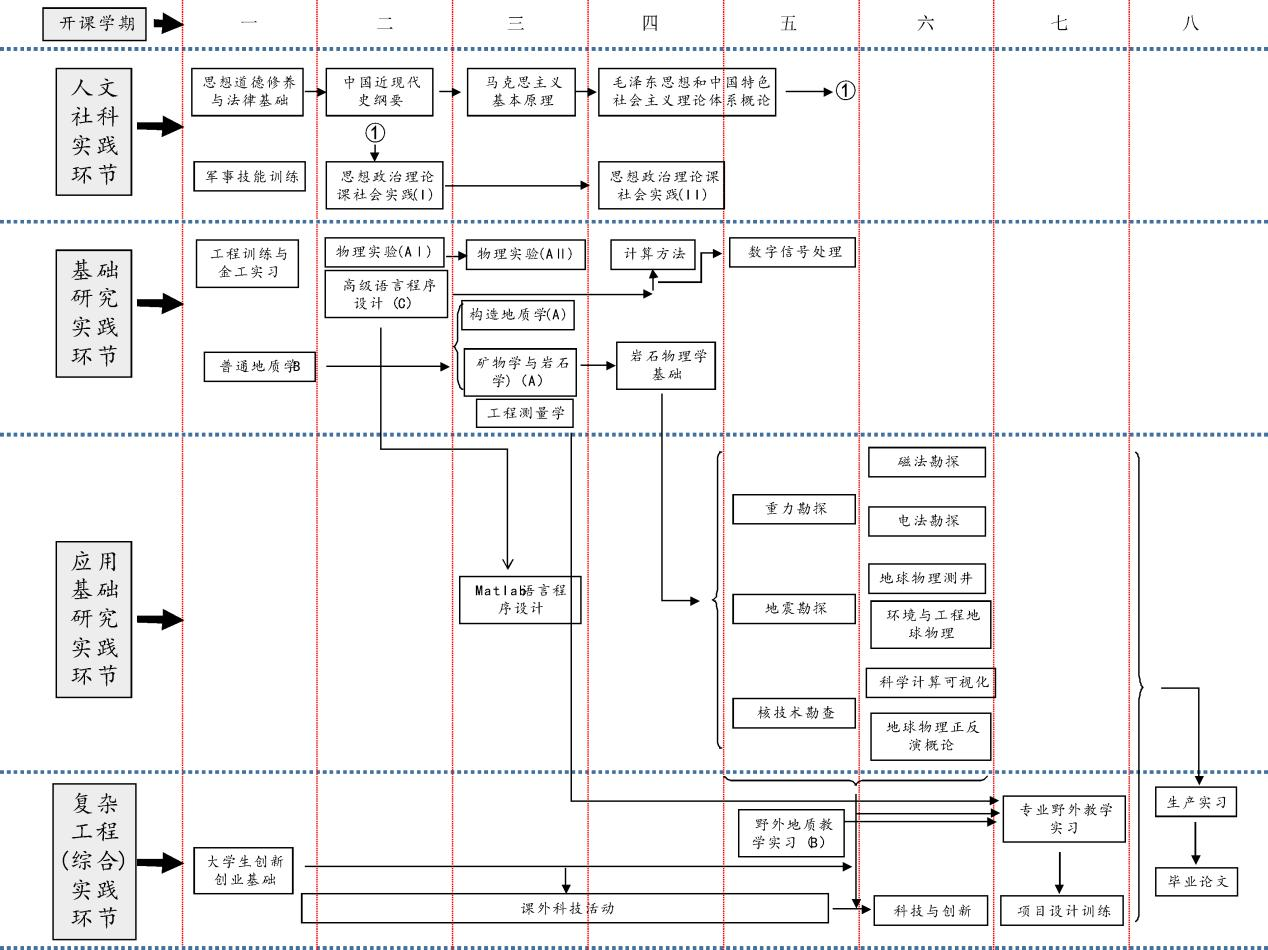 开课学期
一
二
三
四
五
六
七
八
人文
社科
实践
环节
思想道德修养
与法律基础
中国近现代
史纲要
马克思主义
基本原理
毛泽东思想和中国特色
社会主义理论体系概论
①
①
军事技能训练
思想政治理论
课社会实践(I)
思想政治理论课
社会实践(II)
基础
研究
实践
环节
工程训练与
金工实习
物理实验(AⅠ)
物理实验(AⅡ)
计算方法
数字信号处理
高级语言程序
设计 (C)
构造地质学(A)
普通地质学B
矿物学与岩石
学) (A)
岩石物理学
基础
工程测量学
应用
基础
研究
实践
环节
磁法勘探
重力勘探
电法勘探
地球物理测井
Matlab语言程
序设计
地震勘探
环境与工程地
球物理
科学计算可视化
核技术勘查
地球物理正反
演概论
复杂
工程
(综合)
实践
环节
生产实习
专业野外教学
实习
野外地质教
学实习 (B)
大学生创新
创业基础
毕业论文
课外科技活动
科技与创新
项目设计训练